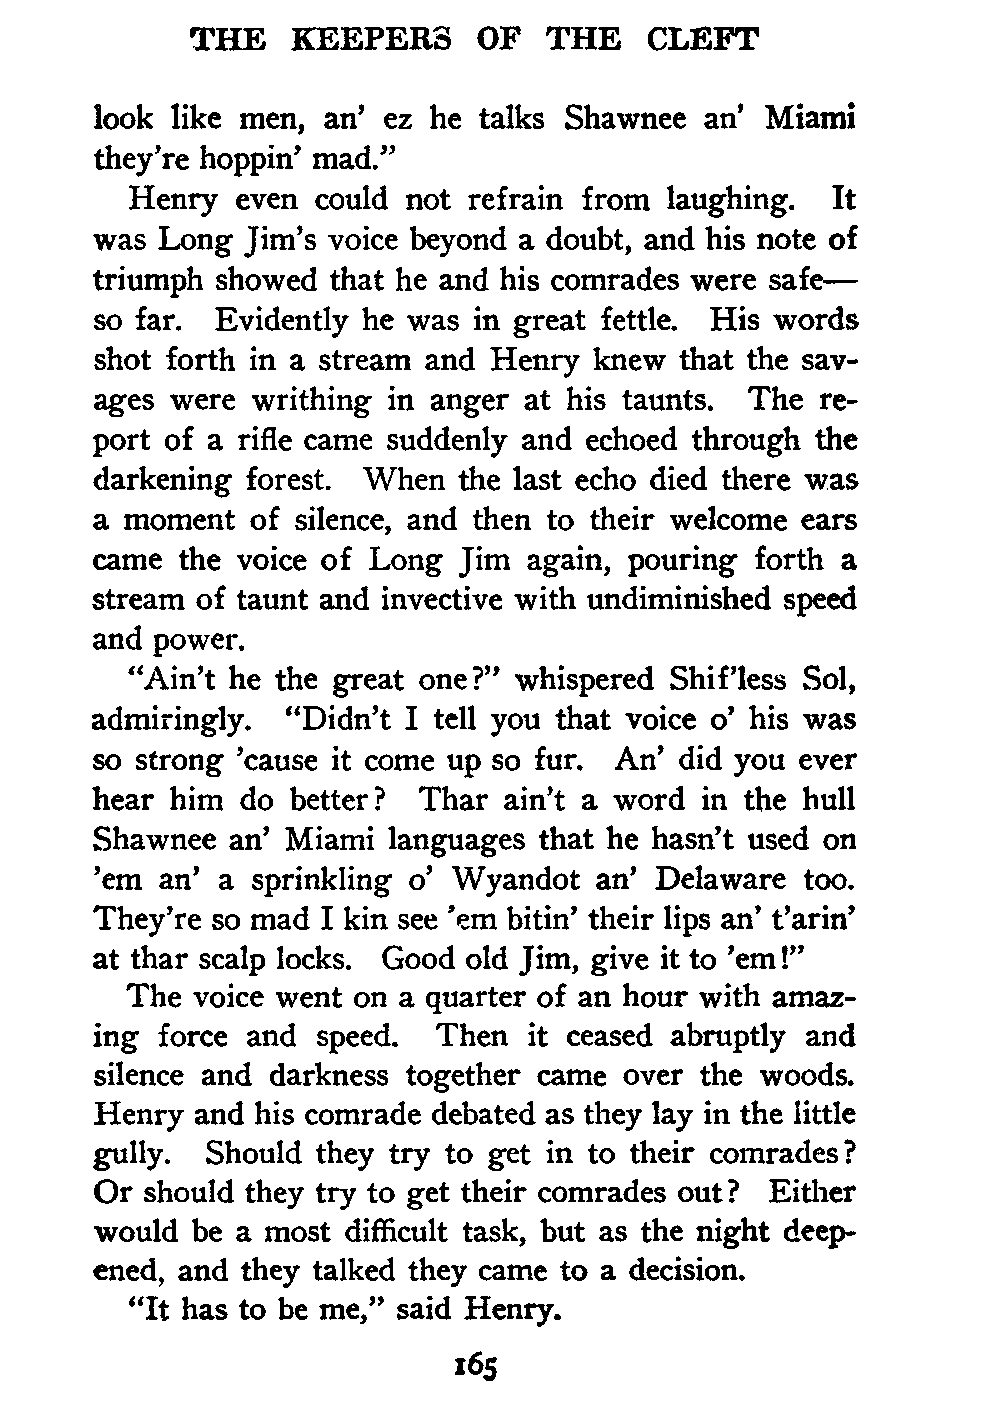 THE KEEPERS OF THE CLEFT
look like men, an' ez he talks Shawnee an' Miami
they're hoppin' mad."
Henry even could not refrain from laughing. It
was Long Jim's voice beyond a doubt, and his note of
triumph showed that he and his comrades were safe—
so far. Evidently he was in great fettle. His words
shot forth in a stream and Henry knew that the sav-
ages were writhing in anger at his taunts. The re-
port of a rifle came suddenly and echoed through the
darkening forest. When the last echo died there was
a moment of silence, and then to their welcome ears
came the voice of Long Jim again, pouring forth a
stream of taunt and invective with undiminished speed
and power.
"Ain't he the great one?" whispered Shif'less Sol,
admiringly. "Didn't I tell you that voice o' his was
so strong 'cause it come up so fur. An' did you ever
hear him do better? Thar ain't a word in the hull
Shawnee an' Miami languages that he hasn't used on
'em an' a sprinkling o' Wyandot an' Delaware too.
They're so mad I kin see 'em bitin' their lips an' t'arin'
at thar scalp locks. Good old Jim, give it to 'em!"
The voice went on a quarter of an hour with amaz-
ing force and speed. Then it ceased abruptly and
silence and darkness together came over the woods.
Henry and his comrade debated as they lay in the little
gully. Should they try to get in to their comrades?
Or should they try to get their comrades out? Either
would be a most difficult task, but as the night deep-
ened, and they talked they came to a decision.
"It has to be me," said Henry.
165